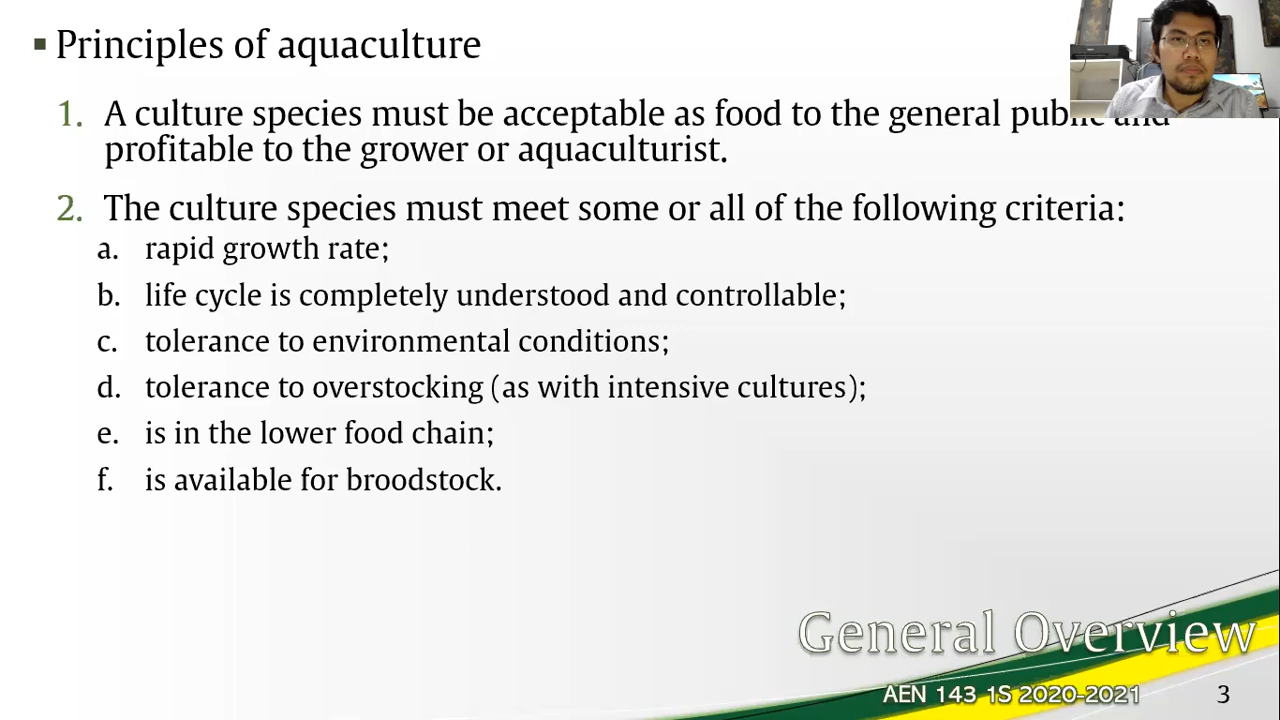 ▪ Principles of aquaculture
1. A culture species must be acceptable as food to the general public and
profitable to the grower or aquaculturist.
2. The culture species must meet some or all of the following criteria:
a. rapid growth rate;
b. life cycle is completely understood and controllable;
c. tolerance to environmental conditions;
d. tolerance to overstocking (as with intensive cultures);
e. is in the lower food chain;
f. is available for broodstock.
General Overview
AEN 143 1S 2020-2021 3